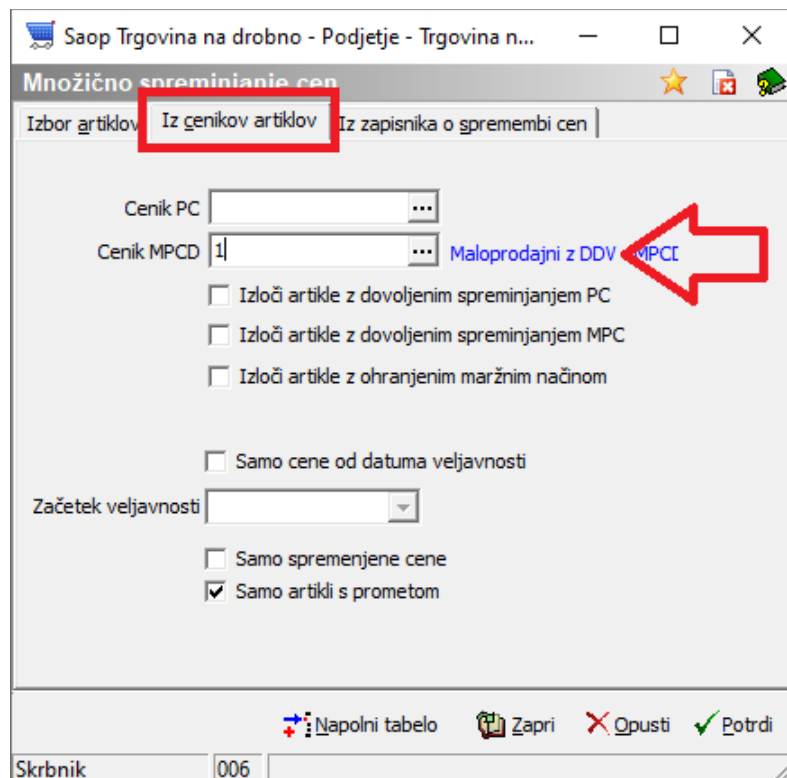 Saop Trgovina na drobno - Podjetje - Trgovina n...
Množično spreminjanje cen
Izbor artiklov Iz cenikov artiklov Iz zapisnika o spremembi cen
Cenik PC
Cenik MPCD 1 Maloprodajni z DDV MPCD
Izloči artikle z dovoljenim spreminjanjem PC
Izloči artikle z dovoljenim spreminjanjem MPC
Izloči artikle z ohranjenim maržnim načinom
Samo cene od datuma veljavnosti
Začetek veljavnosti
Samo spremenjene cene
Samo artikli s prometom
Napolni tabelo Zapri Opusti Potrdi
Skrbnik 006